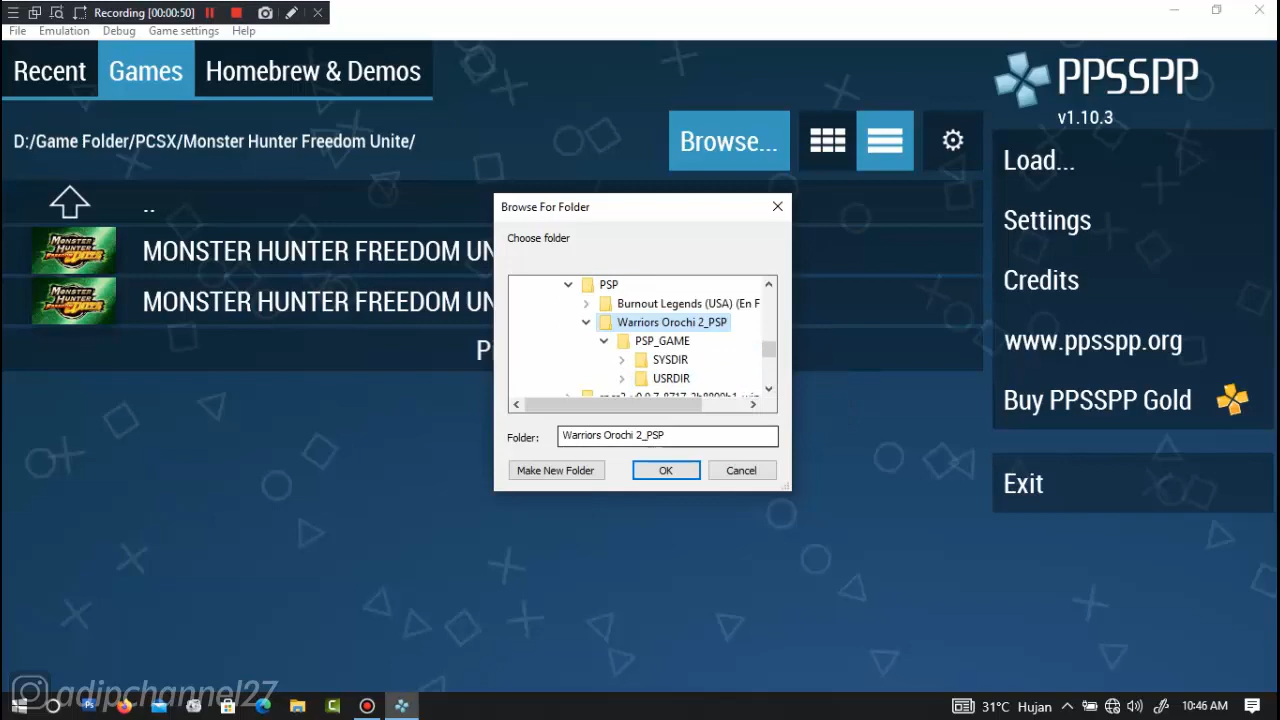 Recording [00:00:50]
File Emulation Debug Game settings Help
Recent Games Homebrew & Demos
PPSSPP
v1.10.3
D:/Game Folder/PCSX/Monster Hunter Freedom Unite/
Browse...
Load...
Settings
Credits
www.ppsspp.org
Buy PPSSPP Gold
Exit
..
MONSTER HUNTER FREEDOM UN
MONSTER HUNTER FREEDOM UN
Browse For Folder
Choose folder
PSP
Burnout Legends (USA) (En F
Warriors Orochi 2_PSP
PSP_GAME
SYSDIR
USRDIR
Folder: Warriors Orochi 2_PSP
Make New Folder OK Cancel
adipchannel27
31°C Hujan 10:46 AM